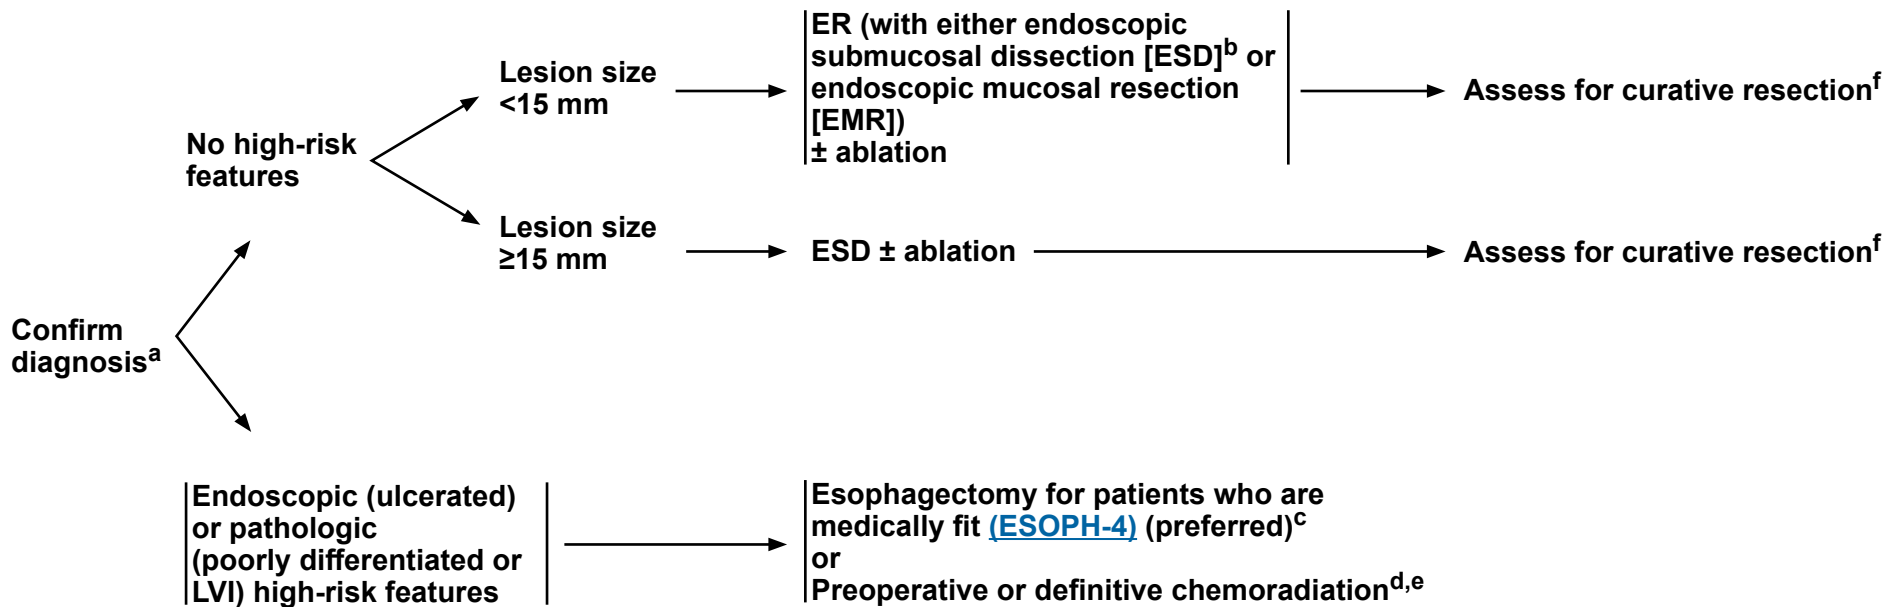 ER (with either endoscopic
submucosal dissection [ESD]b or
endoscopic mucosal resection
[EMR])
± ablation
Lesion size
<15 mm
Assess for curative resectionf
No high-risk
features
Lesion size
≥15 mm
ESD ± ablation
Assess for curative resectionf
Confirm
diagnosisa
Endoscopic (ulcerated)
or pathologic
(poorly differentiated or
LVI) high-risk features
Esophagectomy for patients who are
medically fit (ESOPH-4) (preferred)c
or
Preoperative or definitive chemoradiationd,e